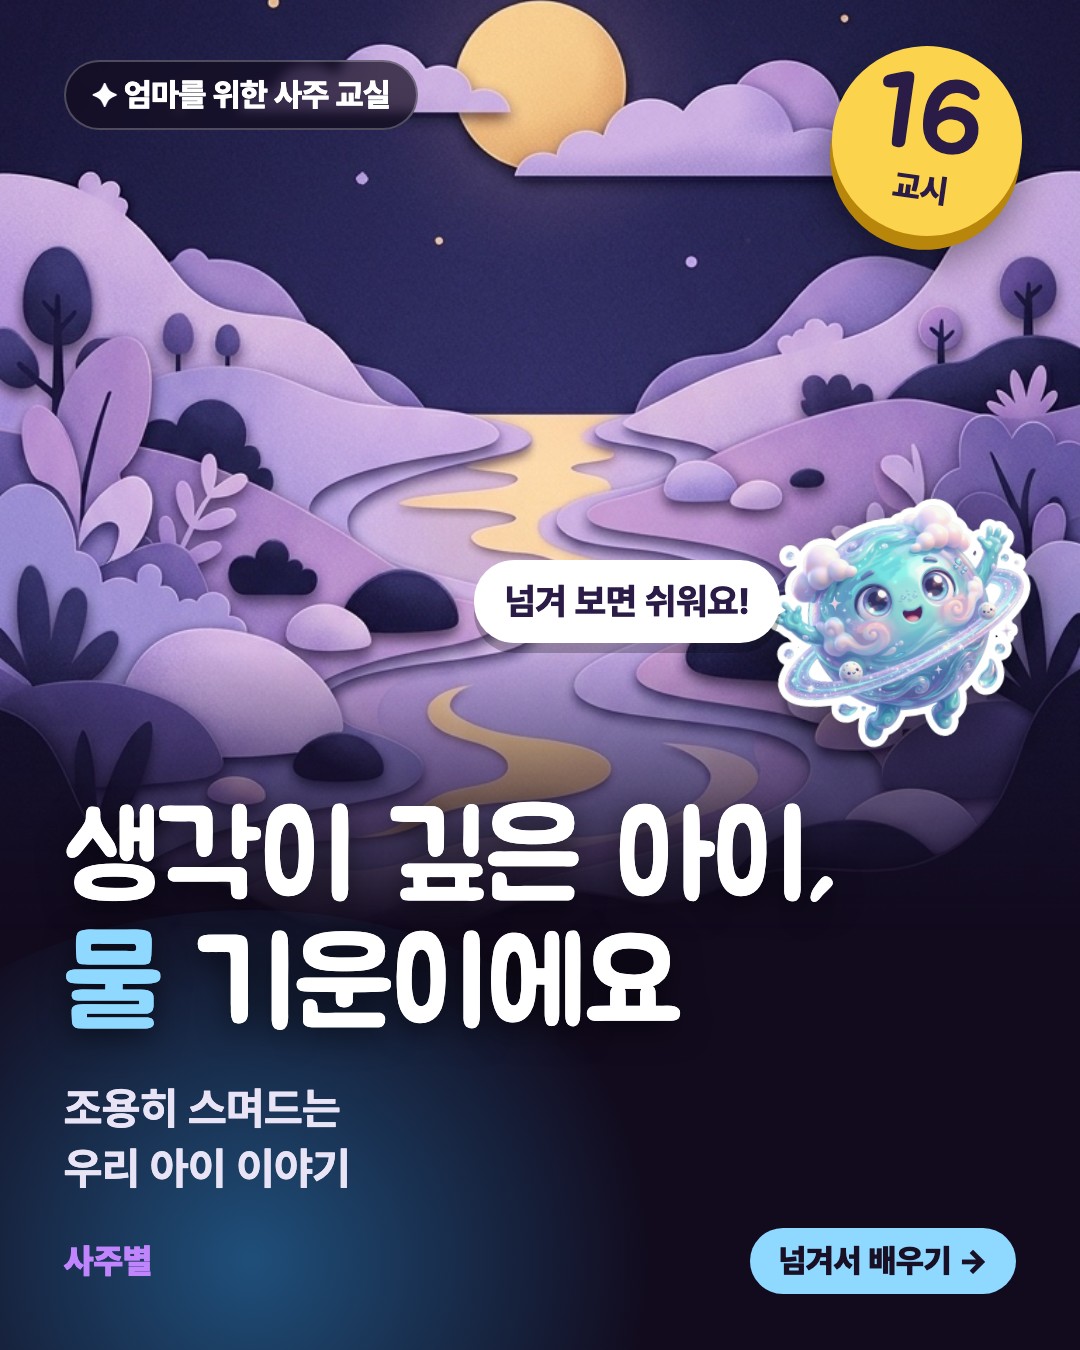 ✦ 엄마를 위한 사주 교실
16
교시
넘겨 보면 쉬워요!
생각이 깊은 아이,
물 기운이에요
조용히 스며드는
우리 아이 이야기
사주별
넘겨서 배우기 →